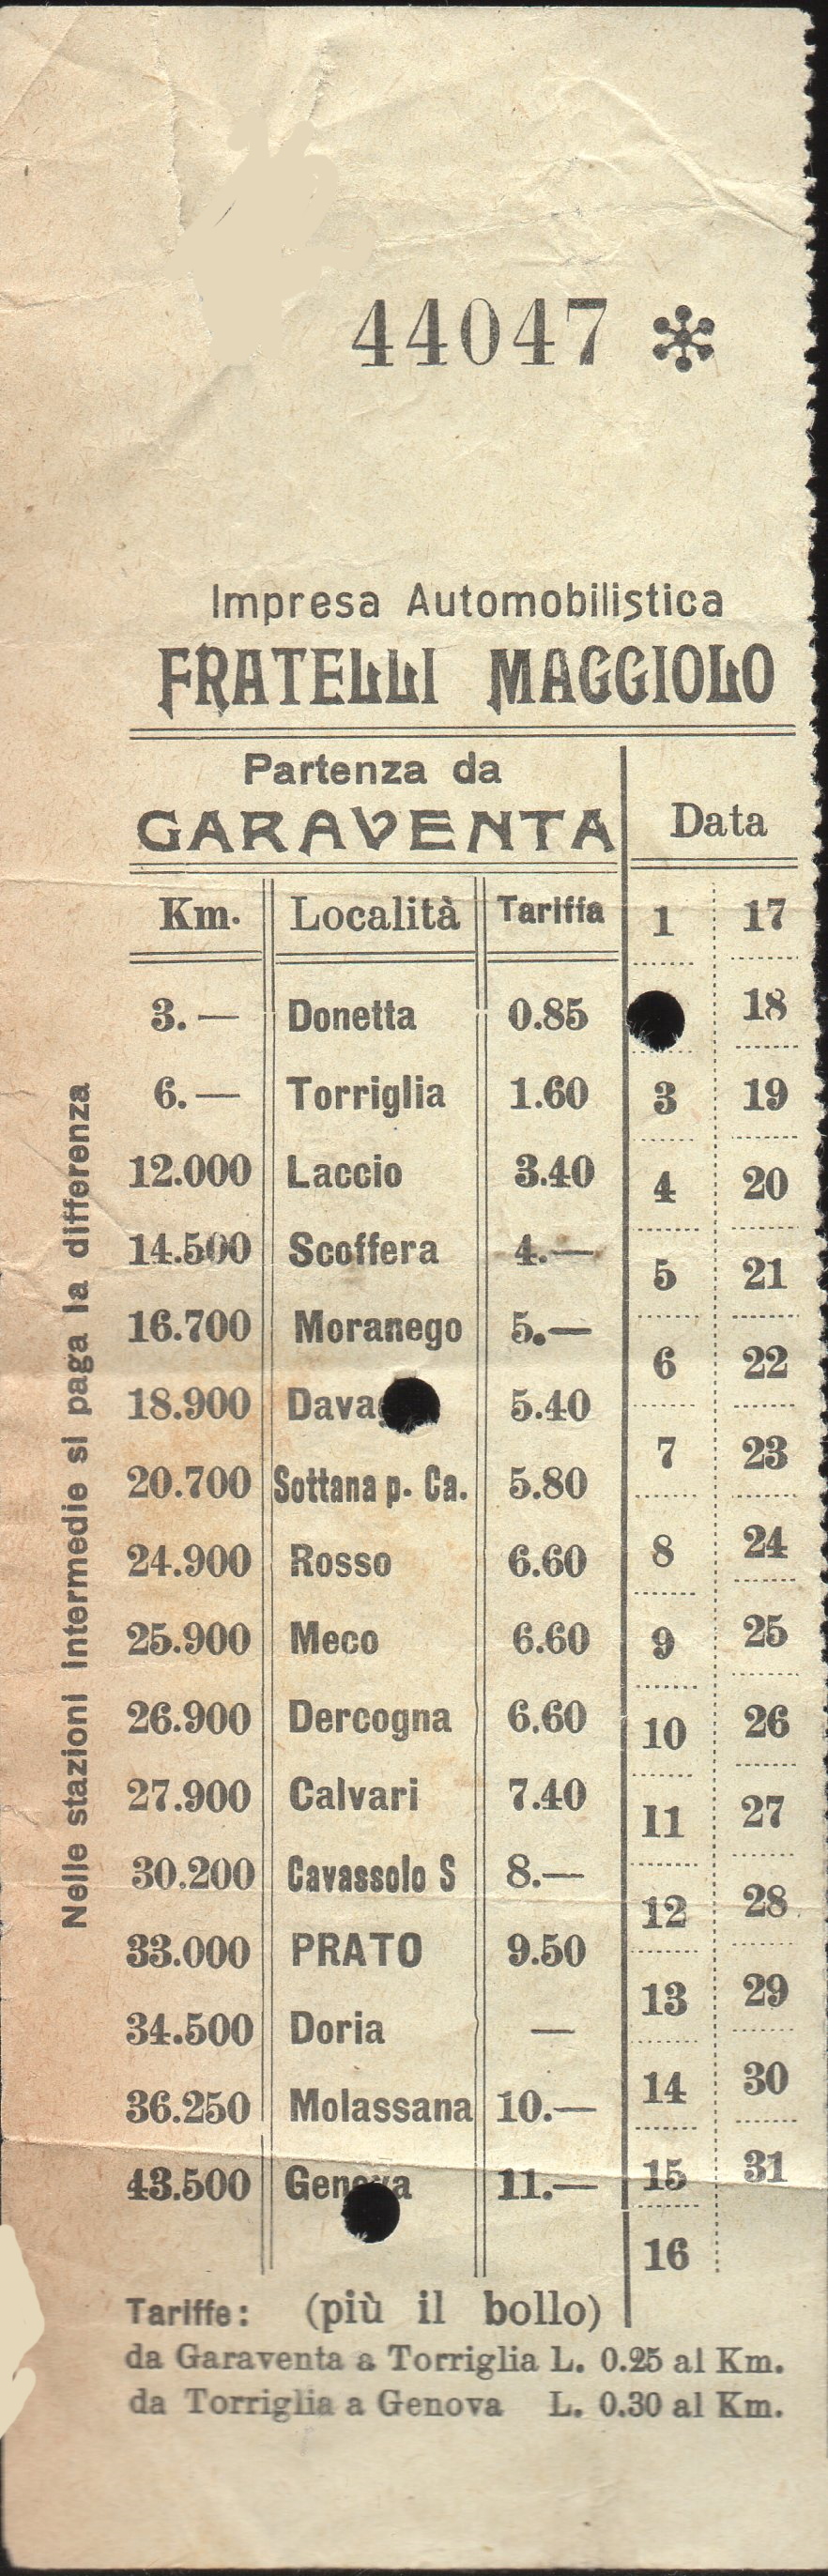 44047
Impresa Automobilistica
FRATELLI MAGGIOLO
Partenza da
GARAVENTA
Data
Km. Località Tariffa
3.— Donetta 0.85
6.— Torriglia 1.60
12.000 Laccio 3.40
14.500 Scoffera 4.—
16.700 Moranego 5.—
18.900 5.40
20.700 Sottana p. Ca. 5.80
24.900 Rosso 6.60
25.900 Meco 6.60
26.900 Dercogna 6.60
27.900 Calvari 7.40
30.200 Cavassolo S 8.—
33.000 PRATO 9.50
34.500 Doria —
36.250 Molassana 10.—
43.500 Genova 11.—
1 17
18
3 19
4 20
5 21
6 22
7 23
8 24
9 25
10 26
11 27
12 28
13 29
14 30
15 31
16
Tariffe: (più il bollo)
da Garaventa a Torriglia L. 0.25 al Km.
da Torriglia a Genova L. 0.30 al Km.
Nelle stazioni intermedie si paga la differenza